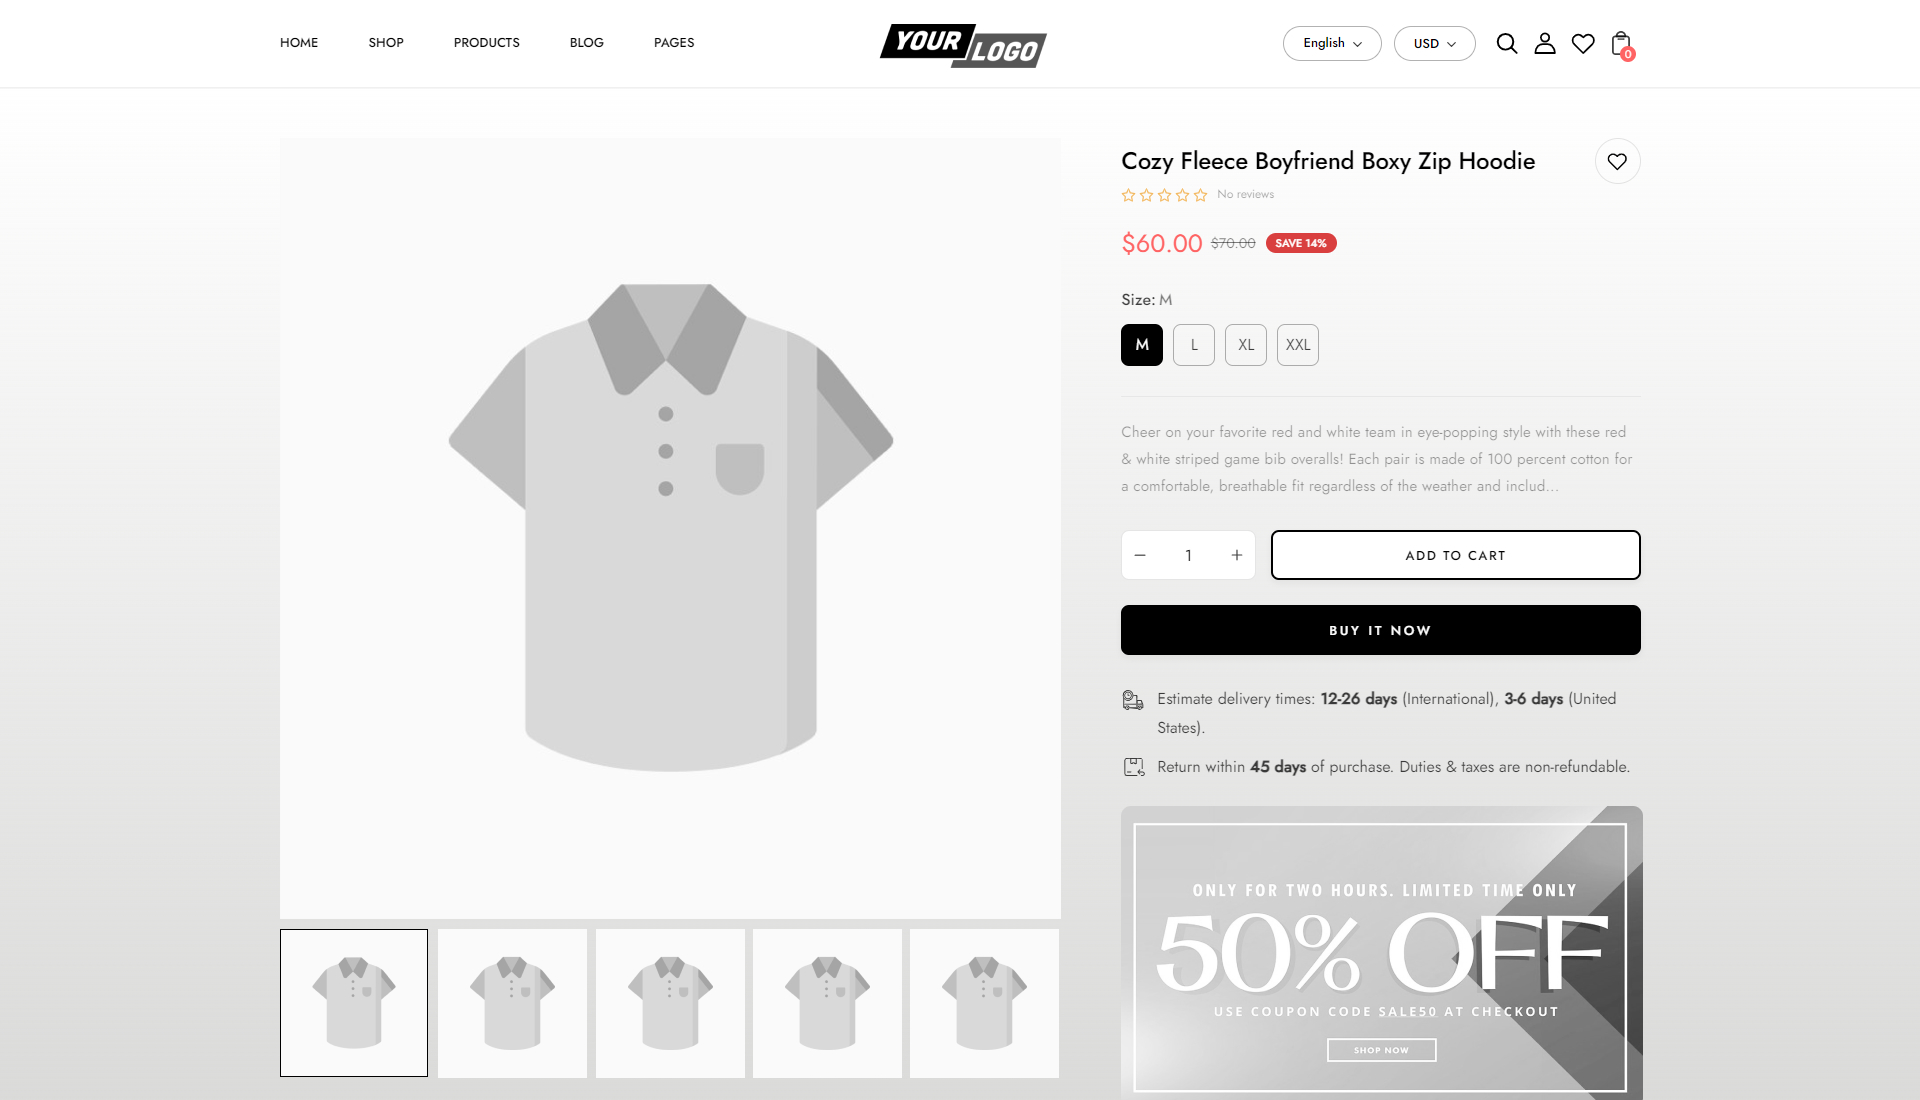 HOME SHOP PRODUCTS BLOG PAGES
YOUR
LOGO
English USD
0
Cozy Fleece Boyfriend Boxy Zip Hoodie
No reviews
$60.00 $70.00 SAVE 14%
Size: M
M L XL XXL
Cheer on your favorite red and white team in eye-popping style with these red
& white striped game bib overalls! Each pair is made of 100 percent cotton for
a comfortable, breathable fit regardless of the weather and includ...
− 1 +
ADD TO CART
BUY IT NOW
Estimate delivery times: 12-26 days (International), 3-6 days (United
States).
Return within 45 days of purchase. Duties & taxes are non-refundable.
ONLY FOR TWO HOURS. LIMITED TIME ONLY
50% OFF
USE COUPON CODE SALE50 AT CHECKOUT
SHOP NOW